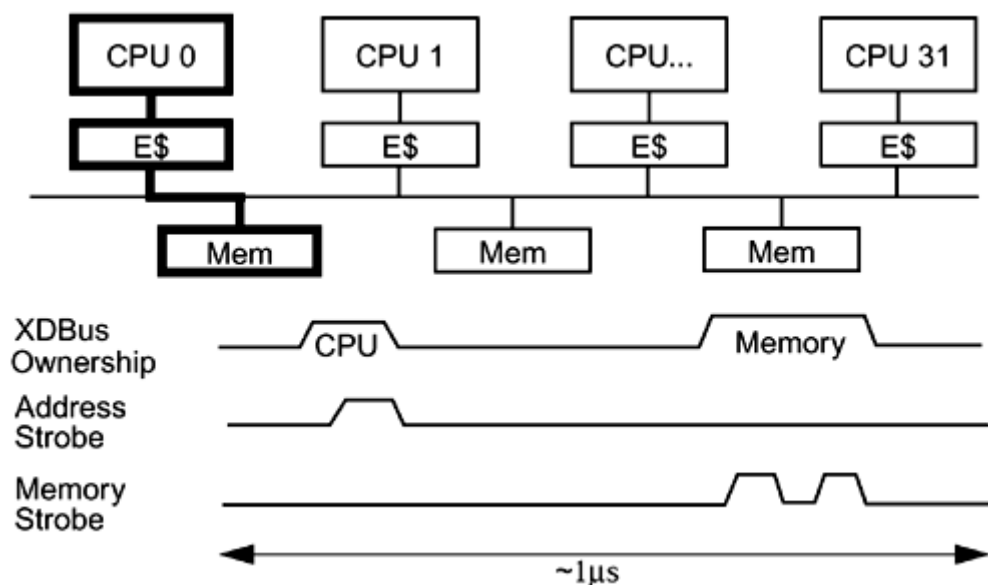 CPU 0
CPU 1
CPU...
CPU 31
E$
E$
E$
E$
Mem
Mem
Mem
XDBus
Ownership
CPU
Memory
Address
Strobe
Memory
Strobe
~1μs